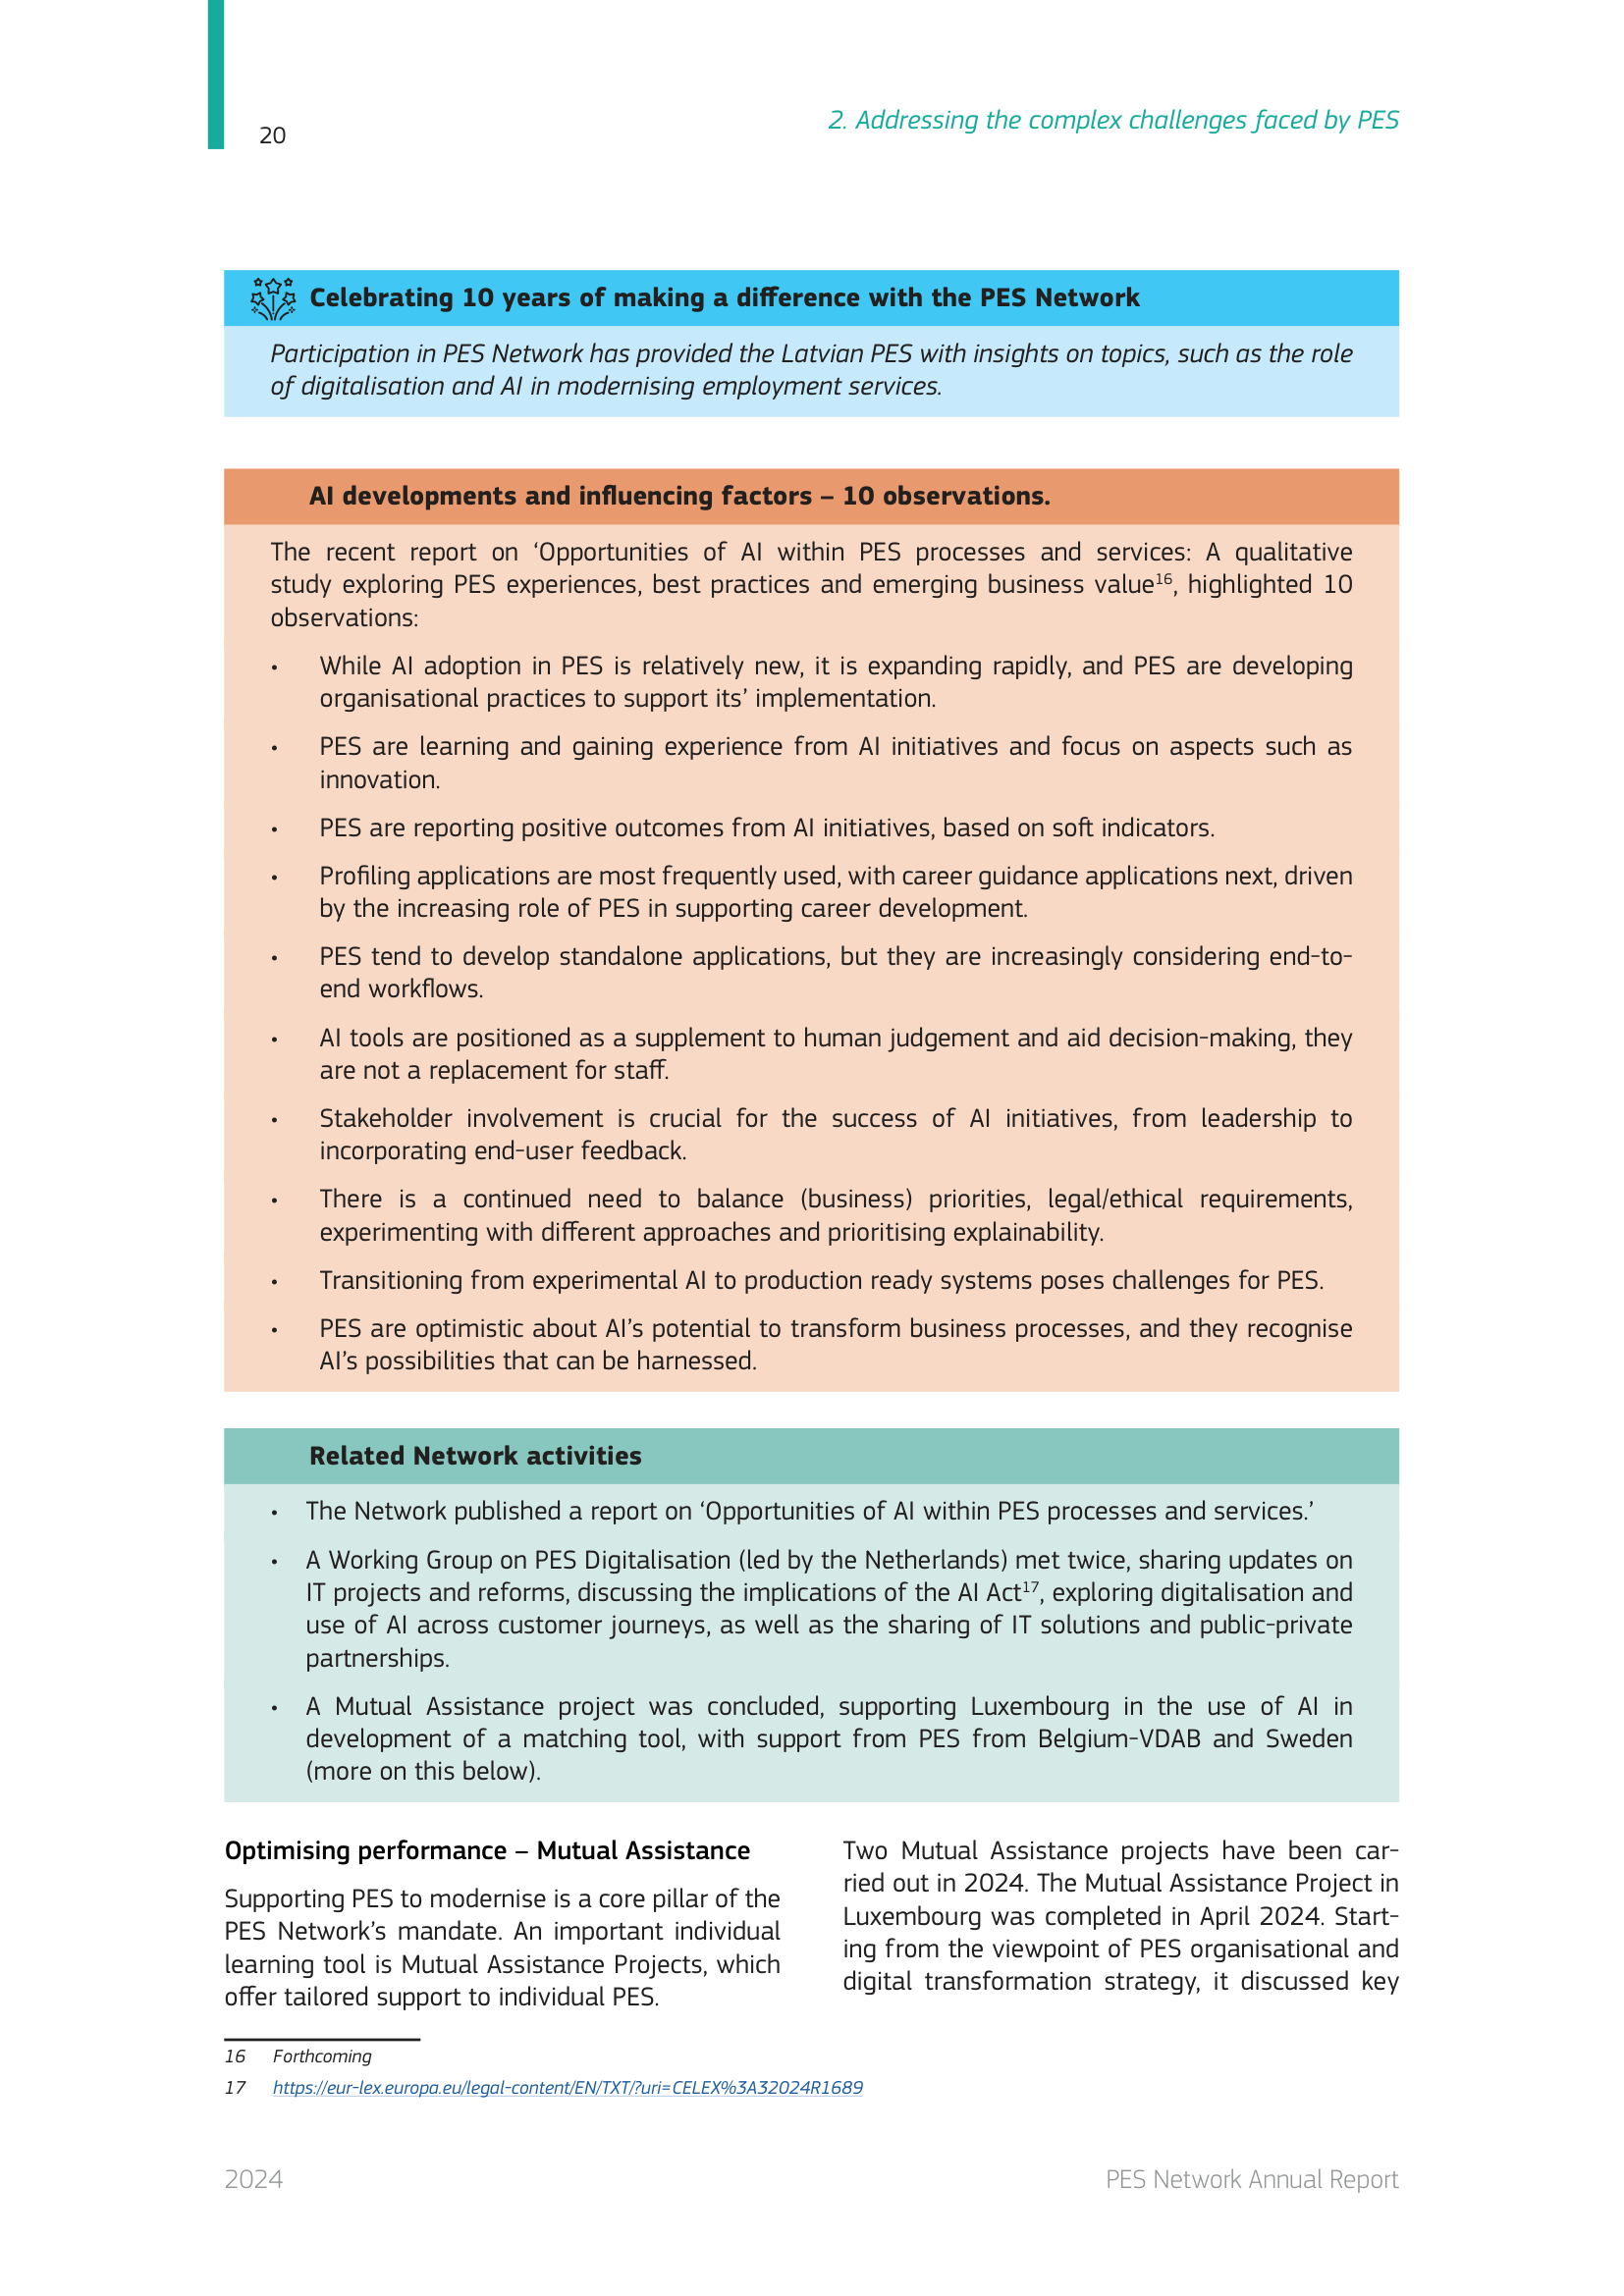 20
2. Addressing the complex challenges faced by PES
Celebrating 10 years of making a difference with the PES Network
Participation in PES Network has provided the Latvian PES with insights on topics, such as the role
of digitalisation and AI in modernising employment services.
AI developments and influencing factors – 10 observations.
The recent report on ‘Opportunities of AI within PES processes and services: A qualitative
study exploring PES experiences, best practices and emerging business value16, highlighted 10
observations:
• While AI adoption in PES is relatively new, it is expanding rapidly, and PES are developing
organisational practices to support its’ implementation.
• PES are learning and gaining experience from AI initiatives and focus on aspects such as
innovation.
• PES are reporting positive outcomes from AI initiatives, based on soft indicators.
• Profiling applications are most frequently used, with career guidance applications next, driven
by the increasing role of PES in supporting career development.
• PES tend to develop standalone applications, but they are increasingly considering end-to-
end workflows.
• AI tools are positioned as a supplement to human judgement and aid decision-making, they
are not a replacement for staff.
• Stakeholder involvement is crucial for the success of AI initiatives, from leadership to
incorporating end-user feedback.
• There is a continued need to balance (business) priorities, legal/ethical requirements,
experimenting with different approaches and prioritising explainability.
• Transitioning from experimental AI to production ready systems poses challenges for PES.
• PES are optimistic about AI’s potential to transform business processes, and they recognise
AI’s possibilities that can be harnessed.
Related Network activities
• The Network published a report on ‘Opportunities of AI within PES processes and services.’
• A Working Group on PES Digitalisation (led by the Netherlands) met twice, sharing updates on
IT projects and reforms, discussing the implications of the AI Act17, exploring digitalisation and
use of AI across customer journeys, as well as the sharing of IT solutions and public-private
partnerships.
• A Mutual Assistance project was concluded, supporting Luxembourg in the use of AI in
development of a matching tool, with support from PES from Belgium-VDAB and Sweden
(more on this below).
Optimising performance – Mutual Assistance
Supporting PES to modernise is a core pillar of the
PES Network’s mandate. An important individual
learning tool is Mutual Assistance Projects, which
offer tailored support to individual PES.
Two Mutual Assistance projects have been car-
ried out in 2024. The Mutual Assistance Project in
Luxembourg was completed in April 2024. Start-
ing from the viewpoint of PES organisational and
digital transformation strategy, it discussed key
16 Forthcoming
17 https://eur-lex.europa.eu/legal-content/EN/TXT/?uri=CELEX%3A32024R1689
2024
PES Network Annual Report